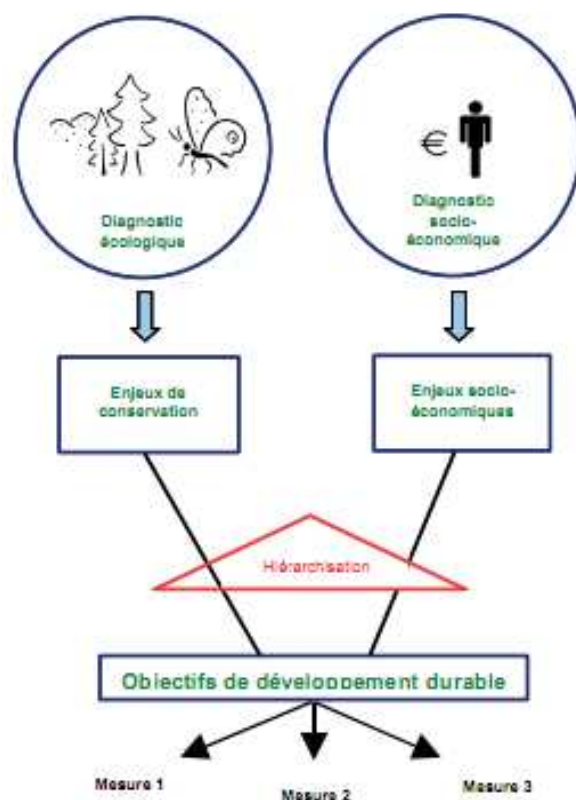 €
Diagnostic
écologique
Diagnostic
socio-
économique
Enjeux de
conservation
Enjeux socio-
économiques
Hiérarchisation
Objectifs de développement durable
Mesure 1
Mesure 2
Mesure 3